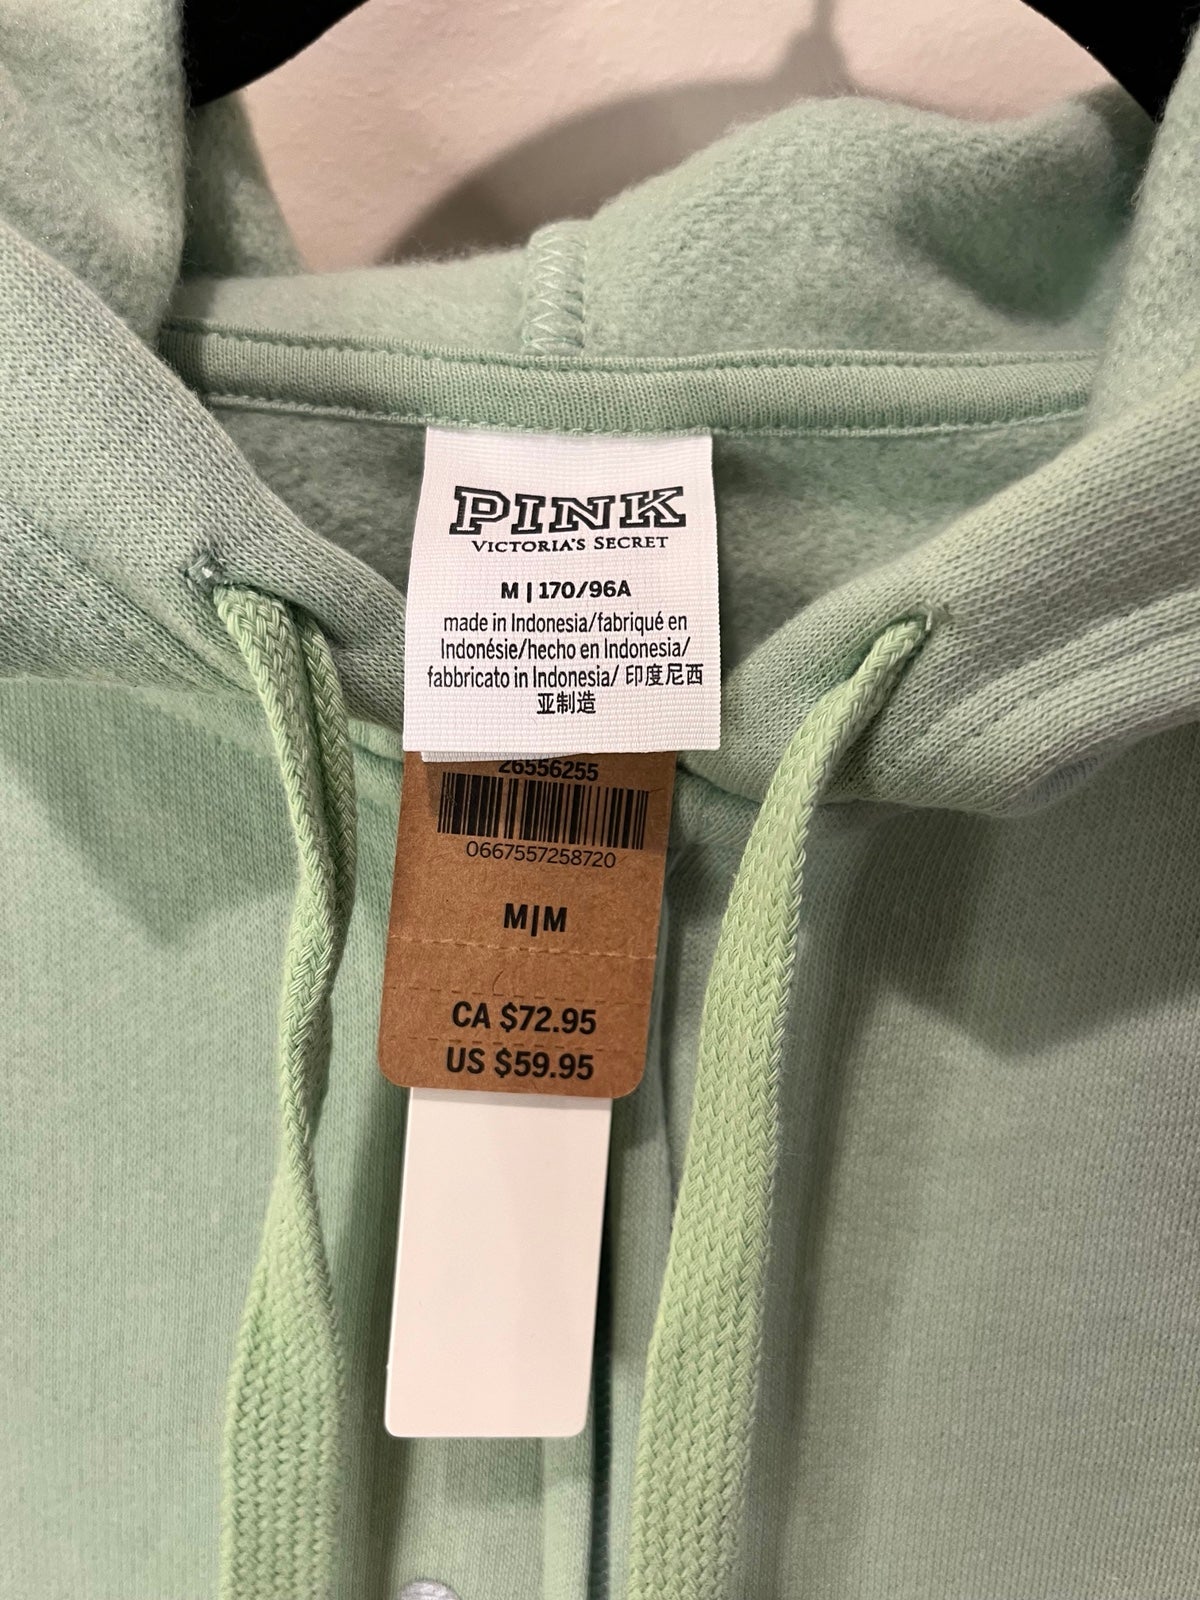 PINK
VICTORIA'S SECRET
M | 170/96A
made in Indonesia/fabriqué en
Indonésie/hecho en Indonesia/
fabbricato in Indonesia/ 印度尼西
亚制造
26556255
0667557258720
M|M
CA $72.95
US $59.95